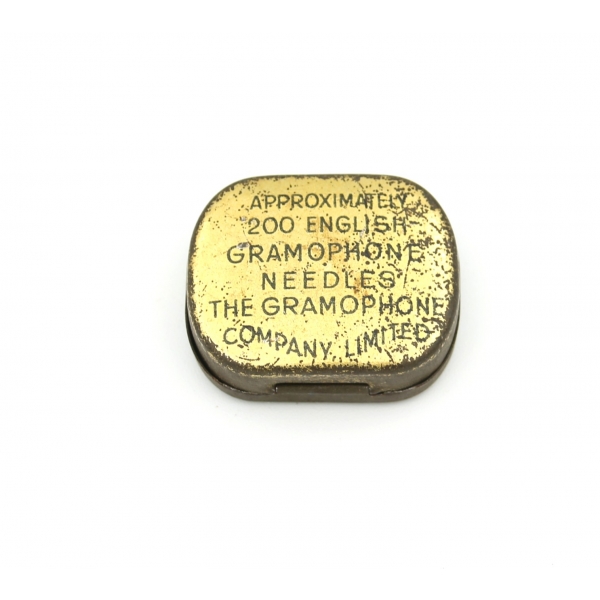 APPROXIMATELY
200 ENGLISH
GRAMOPHONE
NEEDLES
THE GRAMOPHONE
COMPANY, LIMITED.